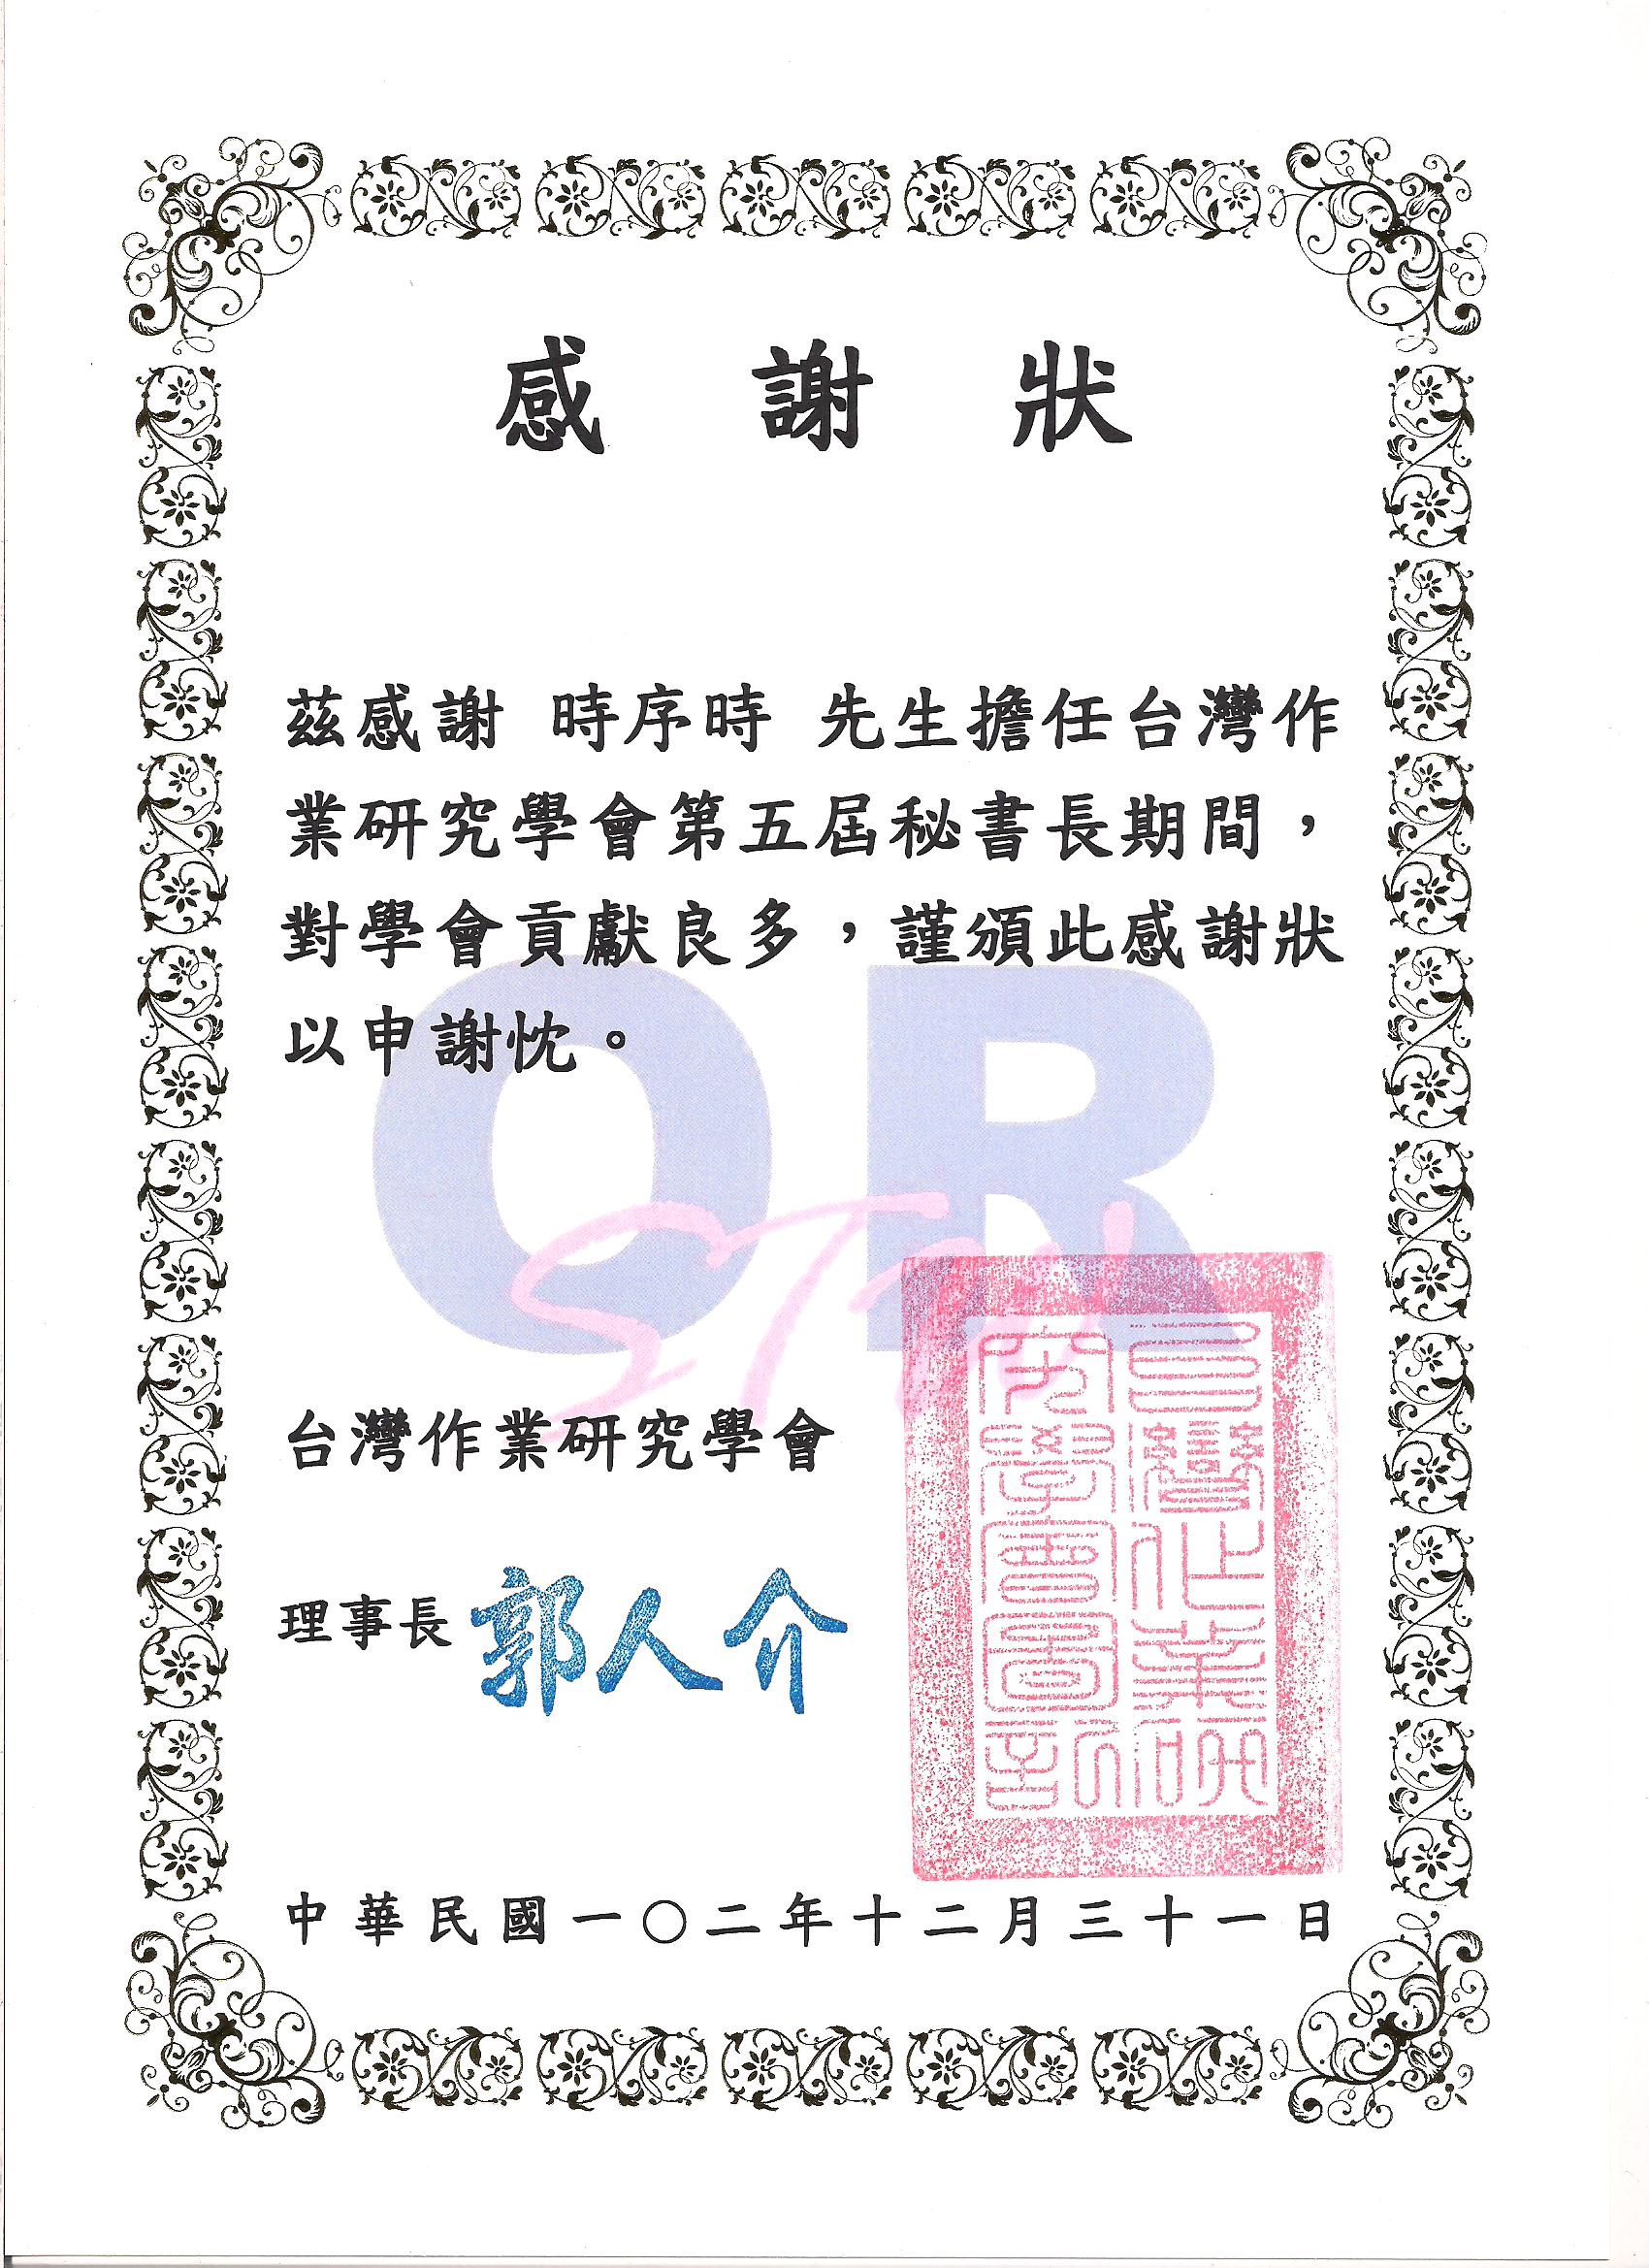 感謝狀
茲感謝 時序時 先生擔任台灣作
業研究學會第五屆秘書長期間，
對學會貢獻良多，謹頒此感謝狀
以申謝忱。
OR
STW
台灣作業研究學會
理事長 郭人介
台灣作業研
究學會圖記
中華民國一〇二年十二月三十一日